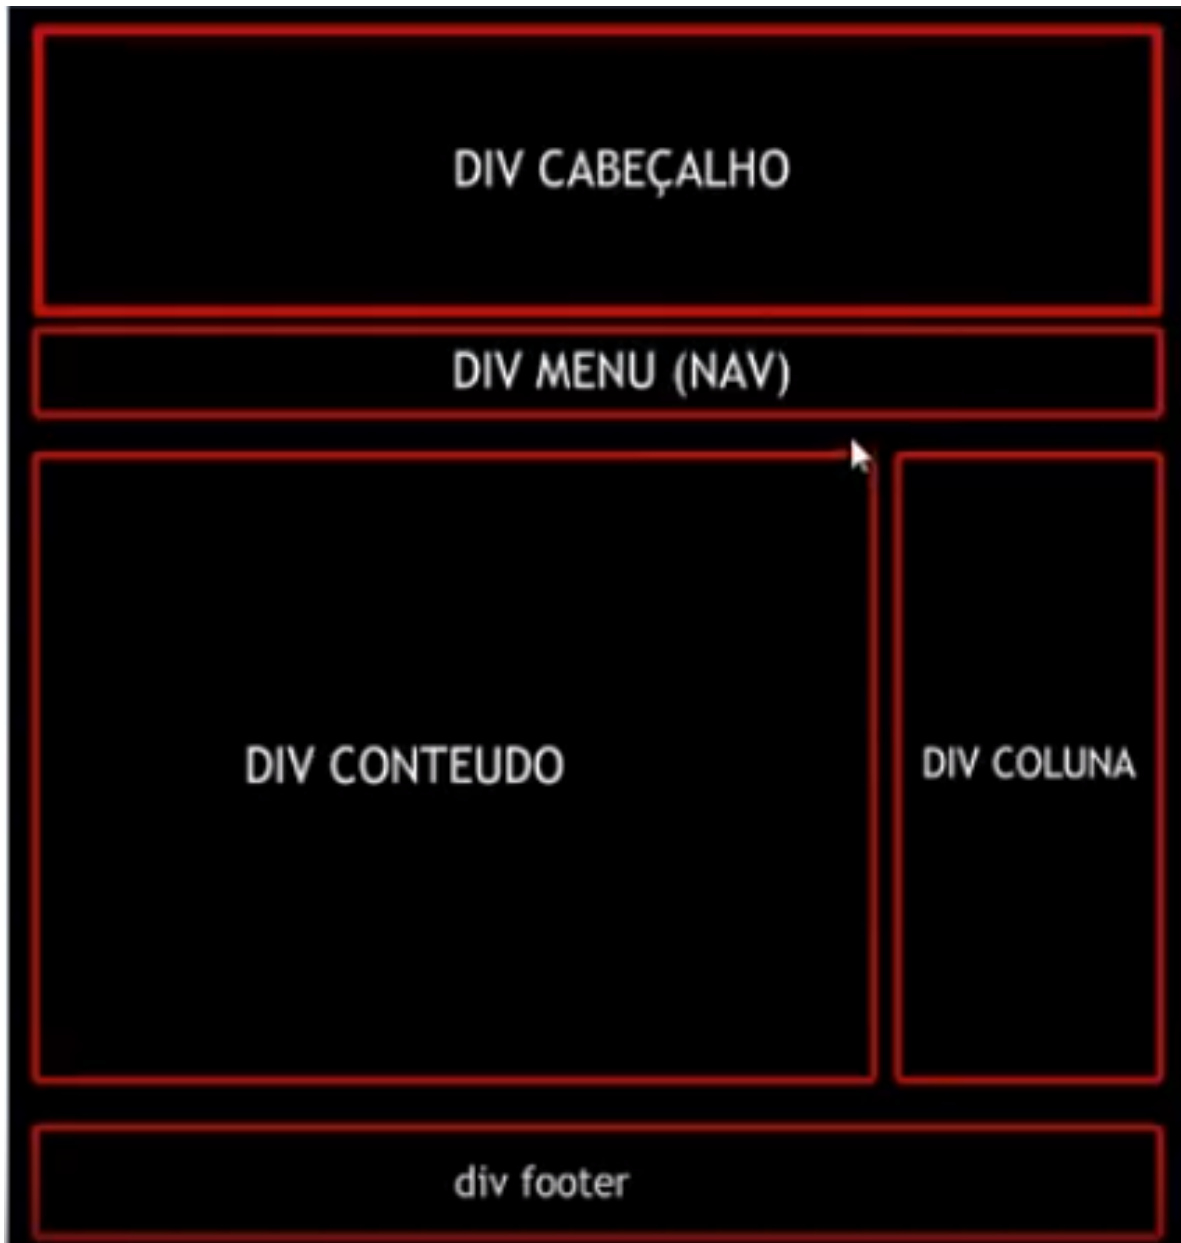 DIV CABEÇALHO
DIV MENU (NAV)
DIV CONTEUDO
DIV COLUNA
div footer